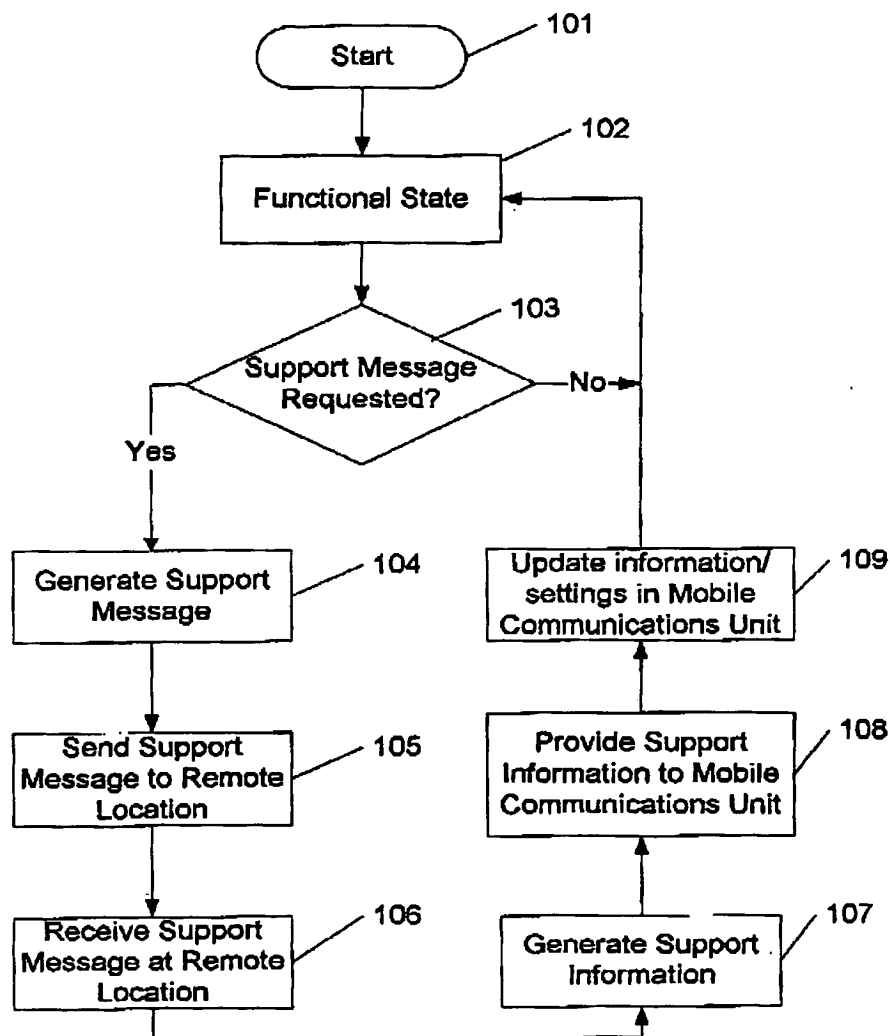 Start
101
102
Functional State
103
Support Message
Requested?
No
Yes
104
Generate Support
Message
Update information/
settings in Mobile
Communications Unit
109
Send Support
Message to Remote
Location
105
Provide Support
Information to Mobile
Communications Unit
108
Receive Support
Message at Remote
Location
106
Generate Support
Information
107